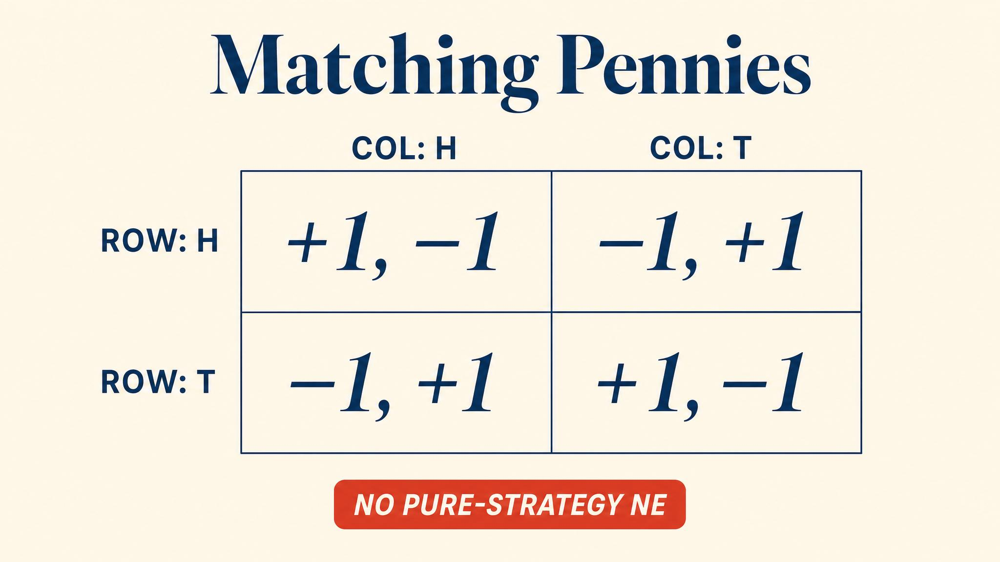 Matching Pennies
COL: H COL: T
ROW: H +1, −1 −1, +1
ROW: T −1, +1 +1, −1
NO PURE-STRATEGY NE